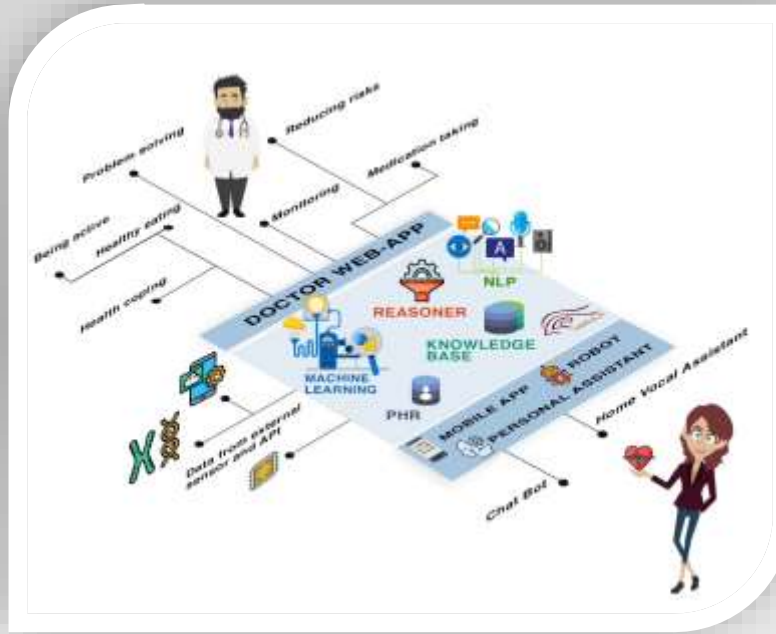 Reducing risks
Problem solving
Medication taking
Monitoring
Being active
Healthy eating
Health coping
DOCTOR WEB-APP
A
NLP
REASONER
KNOWLEDGE
BASE
MACHINE
LEARNING
PHR
MOBILE APP
ROBOT
PERSONAL ASSISTANT
Home Vocal Assistant
Data from external
sensor and API
Chat Bot